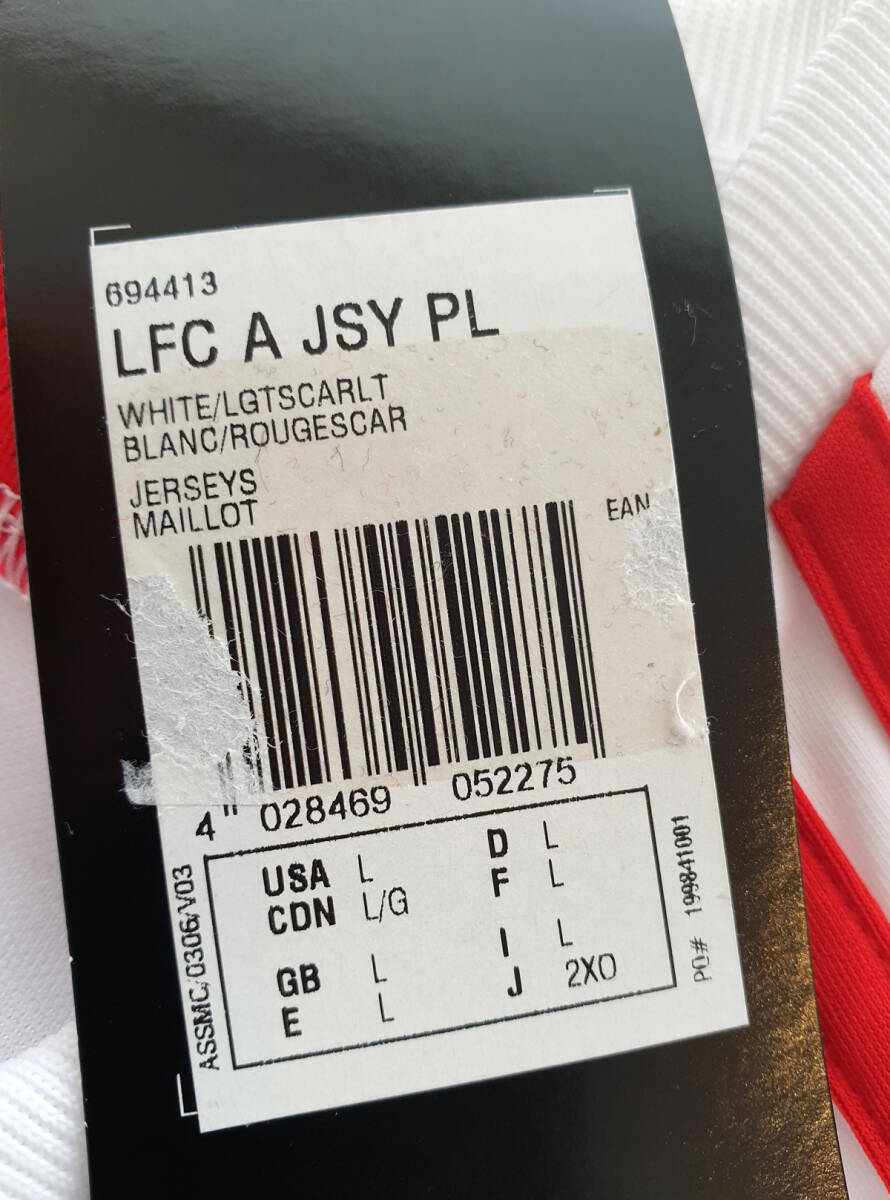 694413
LFC A JSY PL
WHITE/LGTSCARLT
BLANC/ROUGESCAR
JERSEYS
MAILLOT
EAN
4" 028469 052275
USA L
CDN L/G
GB L
E L
D L
F L
I L
J 2XO
ASSMC/0306/V03
PO# 199841001